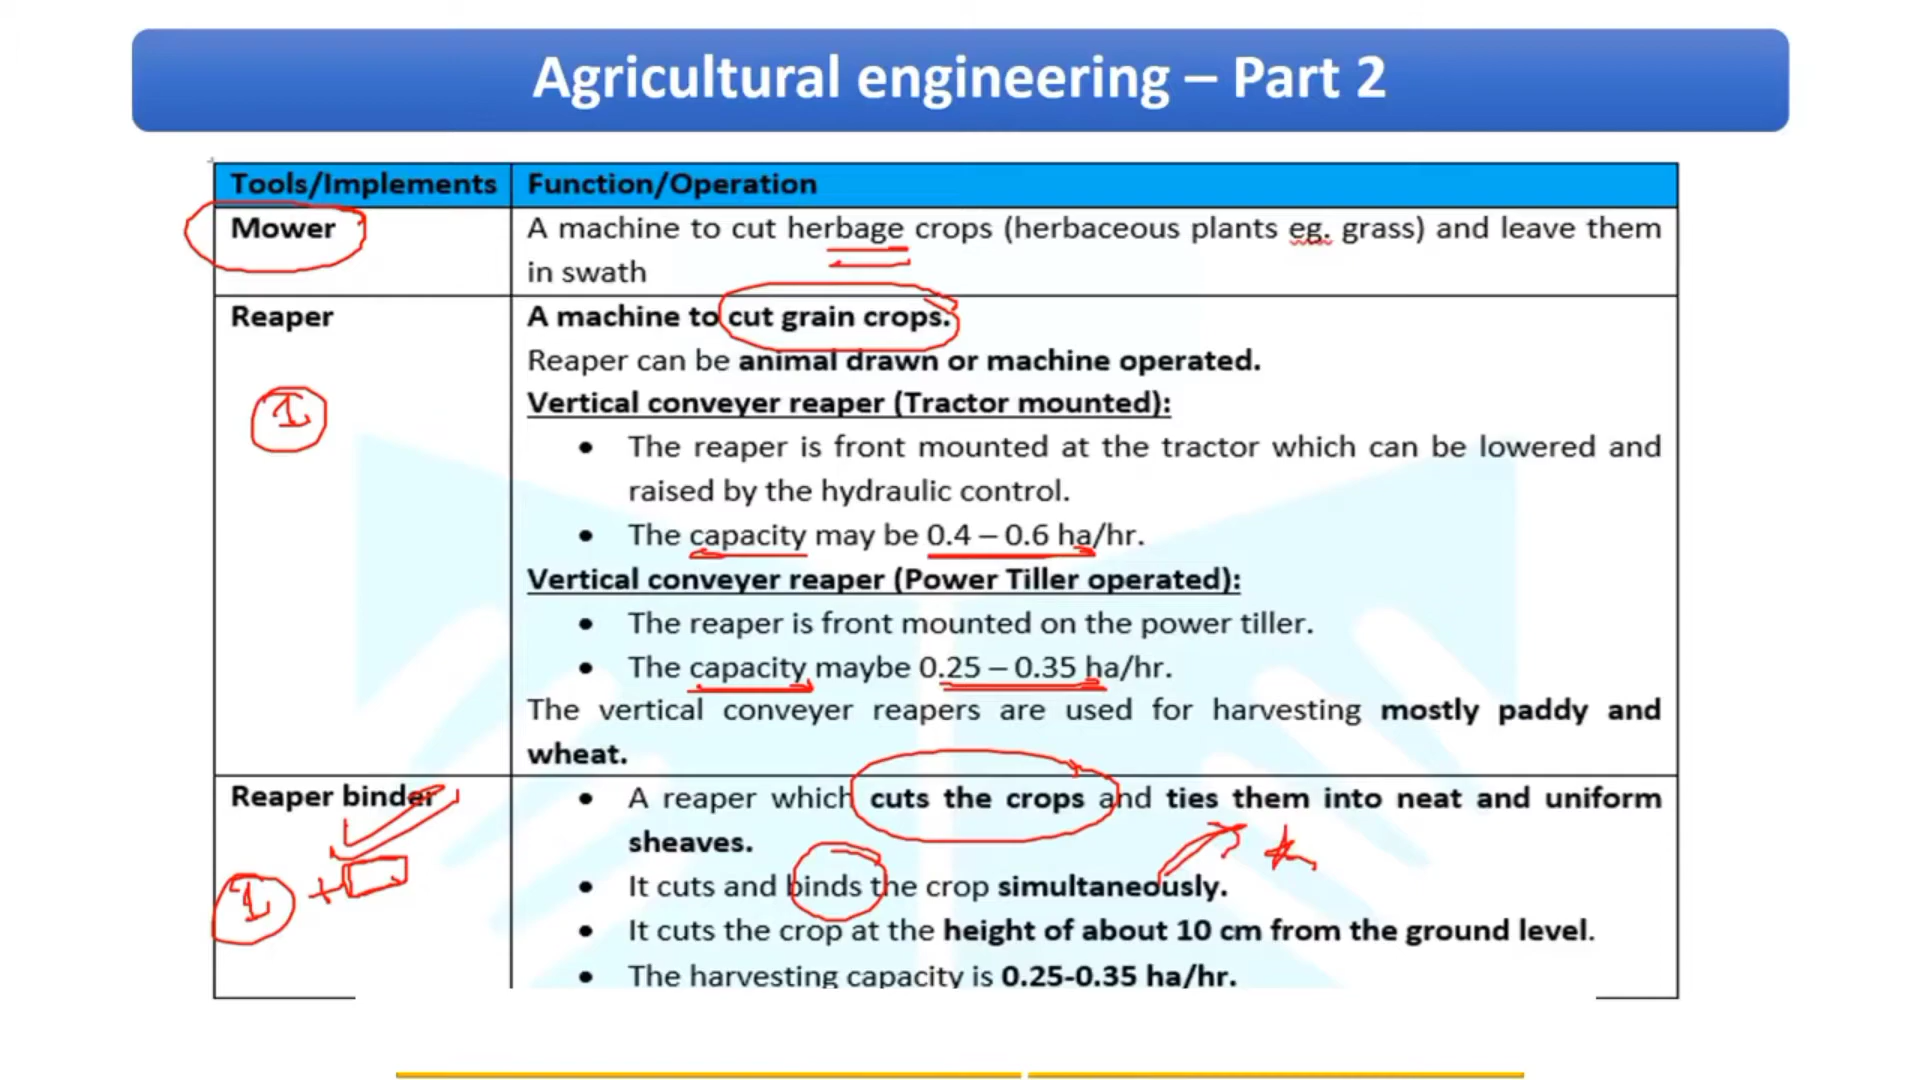 Agricultural engineering – Part 2
Tools/Implements Function/Operation
Mower A machine to cut herbage crops (herbaceous plants eg. grass) and leave them
in swath
Reaper A machine to cut grain crops.
Reaper can be animal drawn or machine operated.
Vertical conveyer reaper (Tractor mounted):
• The reaper is front mounted at the tractor which can be lowered and
raised by the hydraulic control.
• The capacity may be 0.4 – 0.6 ha/hr.
Vertical conveyer reaper (Power Tiller operated):
• The reaper is front mounted on the power tiller.
• The capacity maybe 0.25 – 0.35 ha/hr.
The vertical conveyer reapers are used for harvesting mostly paddy and
wheat.
Reaper binder • A reaper which cuts the crops and ties them into neat and uniform
sheaves.
• It cuts and binds the crop simultaneously.
• It cuts the crop at the height of about 10 cm from the ground level.
• The harvesting capacity is 0.25-0.35 ha/hr.